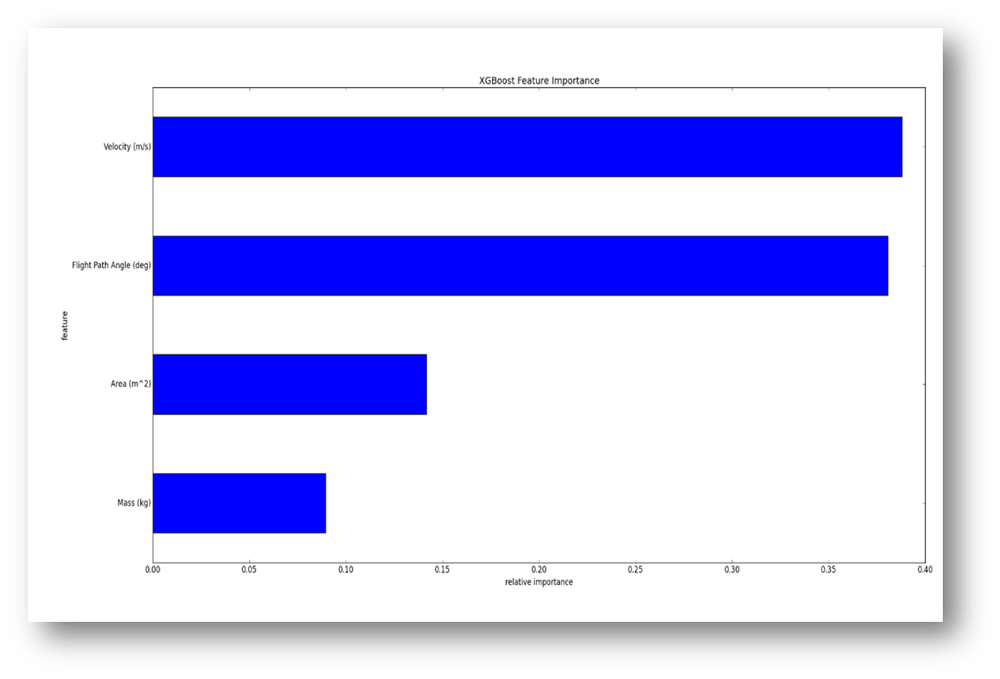 XGBoost Feature Importance
Velocity (m/s)
Flight Path Angle (deg)
feature
Area (m^2)
Mass (kg)
0.00 0.05 0.10 0.15 0.20 0.25 0.30 0.35 0.40
relative importance